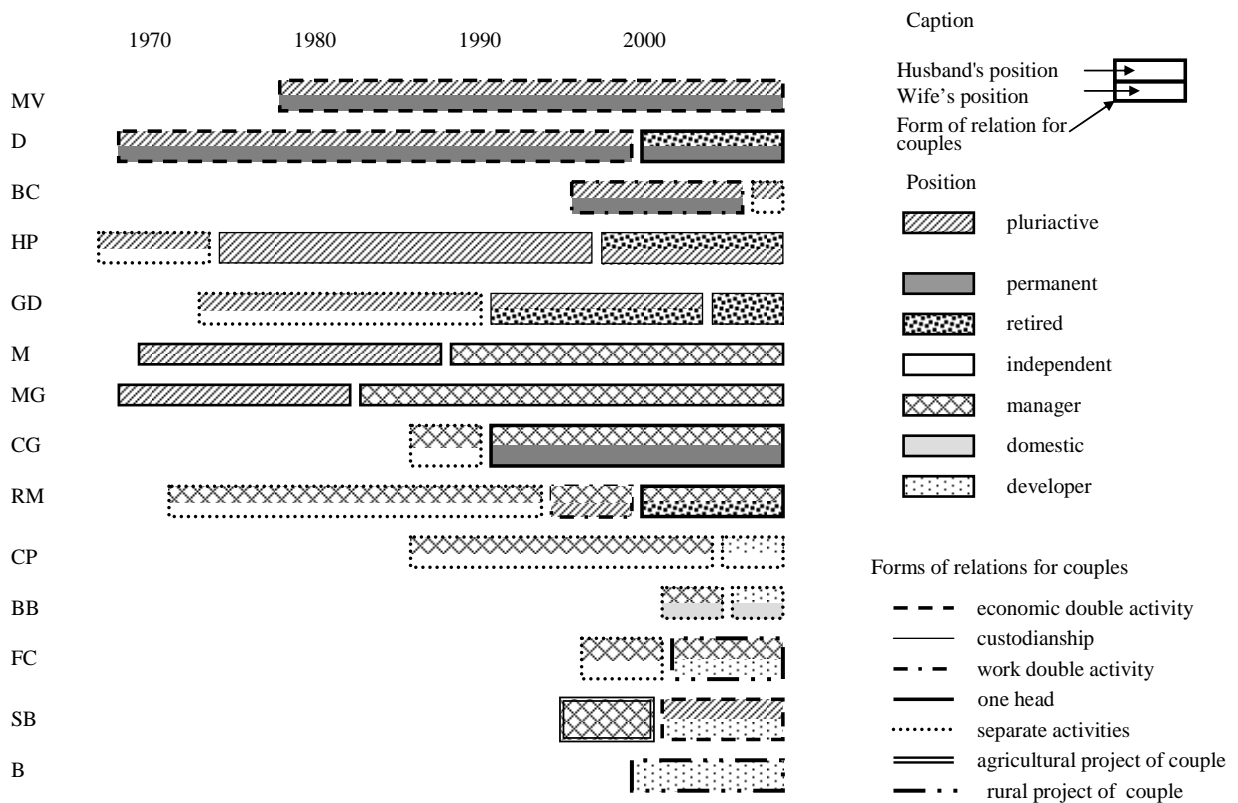 1970 1980 1990 2000
MV
D
BC
HP
GD
M
MG
CG
RM
CP
BB
FC
SB
B
Caption
Husband's position
Wife's position
Form of relation for
couples
Position
pluriactive
permanent
retired
independent
manager
domestic
developer
Forms of relations for couples
economic double activity
custodianship
work double activity
one head
separate activities
agricultural project of couple
rural project of couple